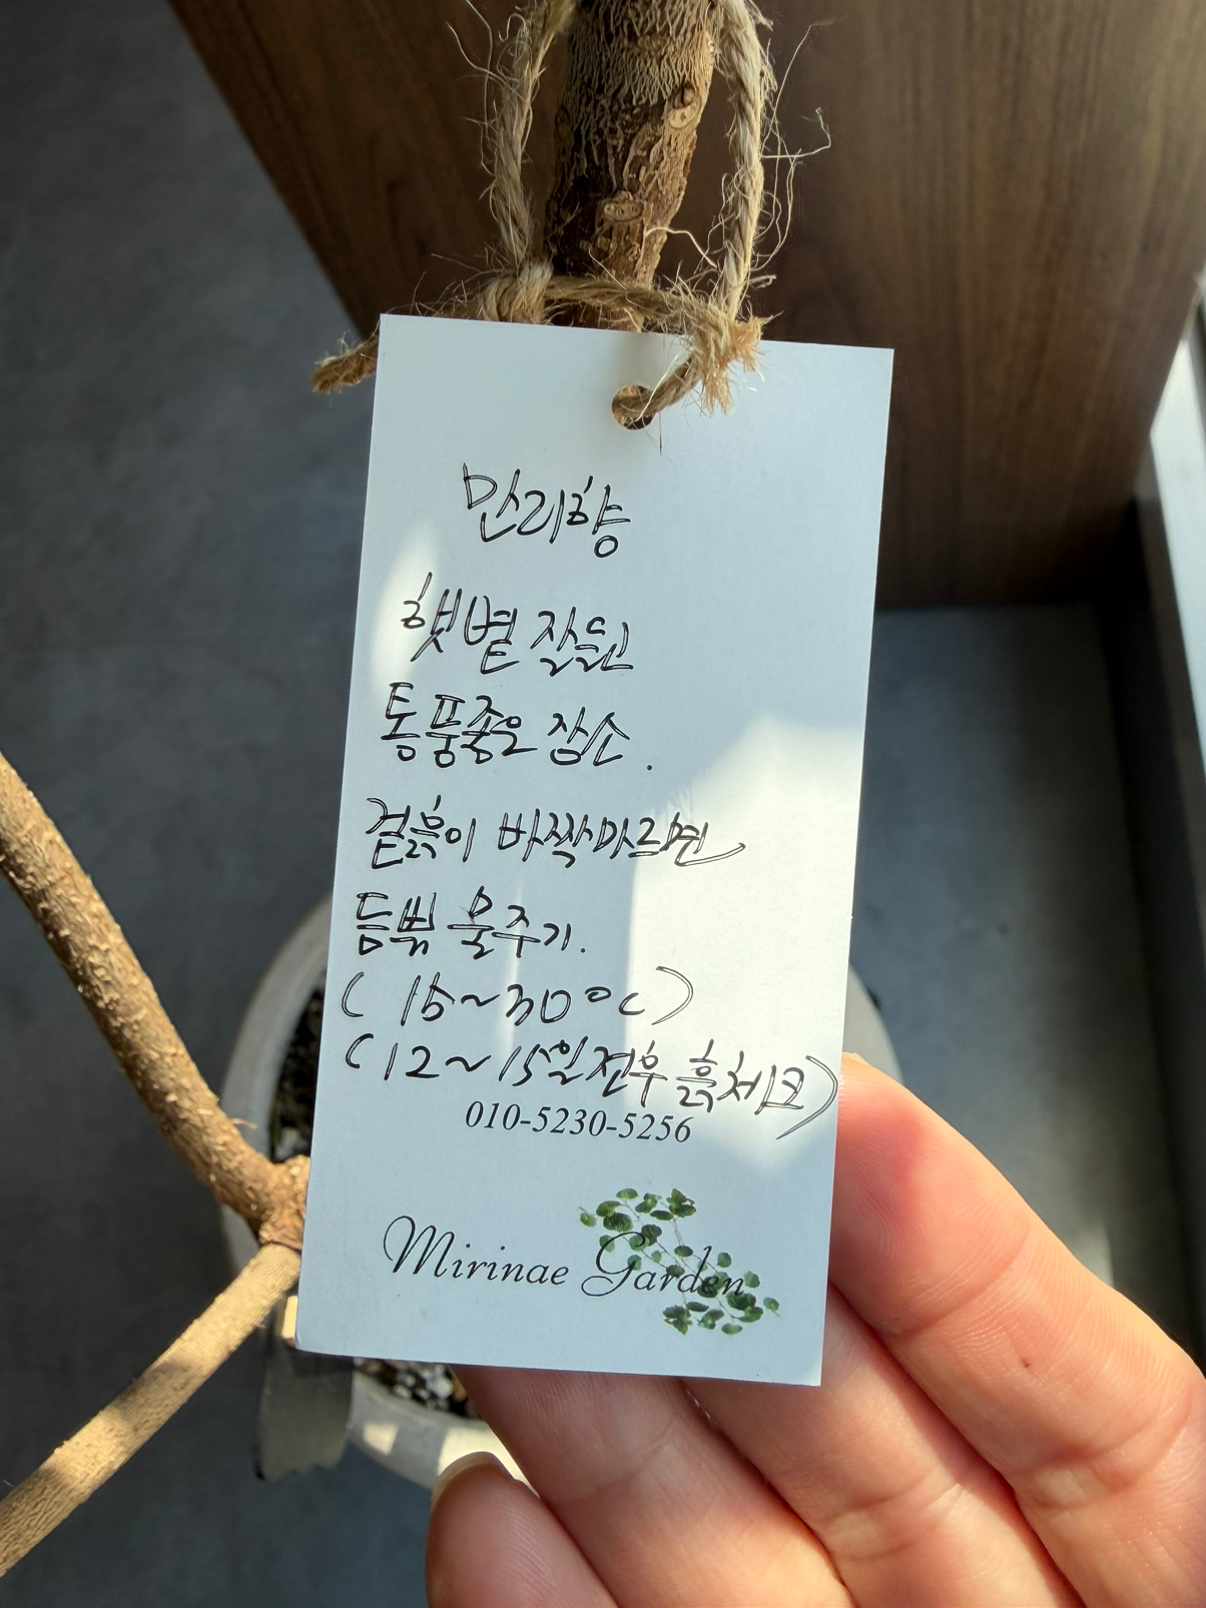 만리향
햇볕 잘들고
통풍좋은 장소.
겉흙이 바짝마르면
듬뿍 물주기.
( 15~30°C)
(12~15일전후 흙체크)
010-5230-5256
Mirinae Garden